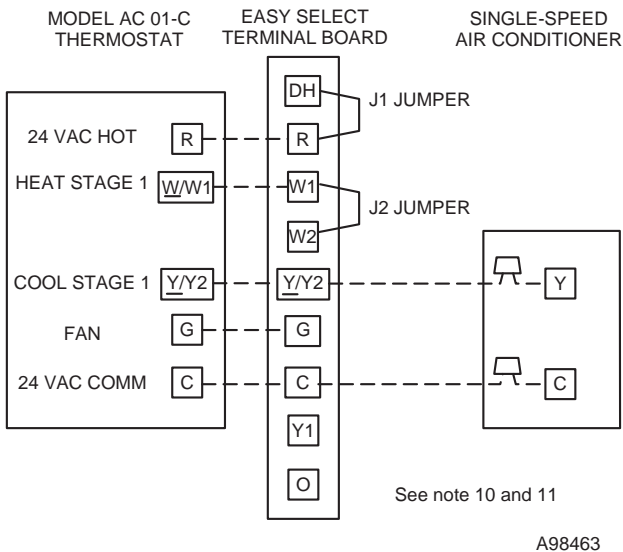 MODEL AC 01-C
THERMOSTAT
EASY SELECT
TERMINAL BOARD
SINGLE-SPEED
AIR CONDITIONER
DH
J1 JUMPER
24 VAC HOT R R
HEAT STAGE 1 W/W1 W1
J2 JUMPER
W2
COOL STAGE 1 Y/Y2 Y/Y2 Y
FAN G G
24 VAC COMM C C C
Y1
O
See note 10 and 11
A98463